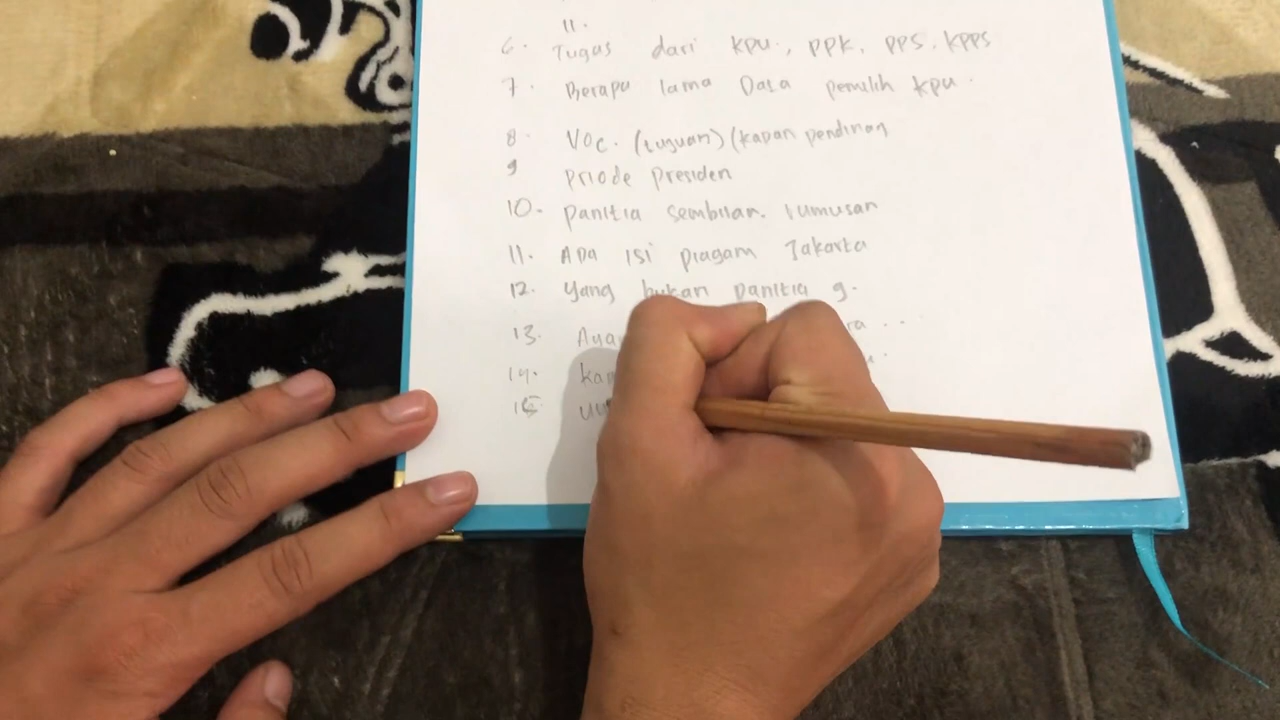 11.
6. Tugas dari kpu., PPK, PPS. KPPS
7. Berapa lama Data pemilih kpu.
8. VOC. (tujuan) (kapan pendirian
9 Priode Presiden
10. Panitia sembilan. rumusan
11. Apa isi piagam Jakarta
12. Yang bukan panitia 9.
13.
14.
15